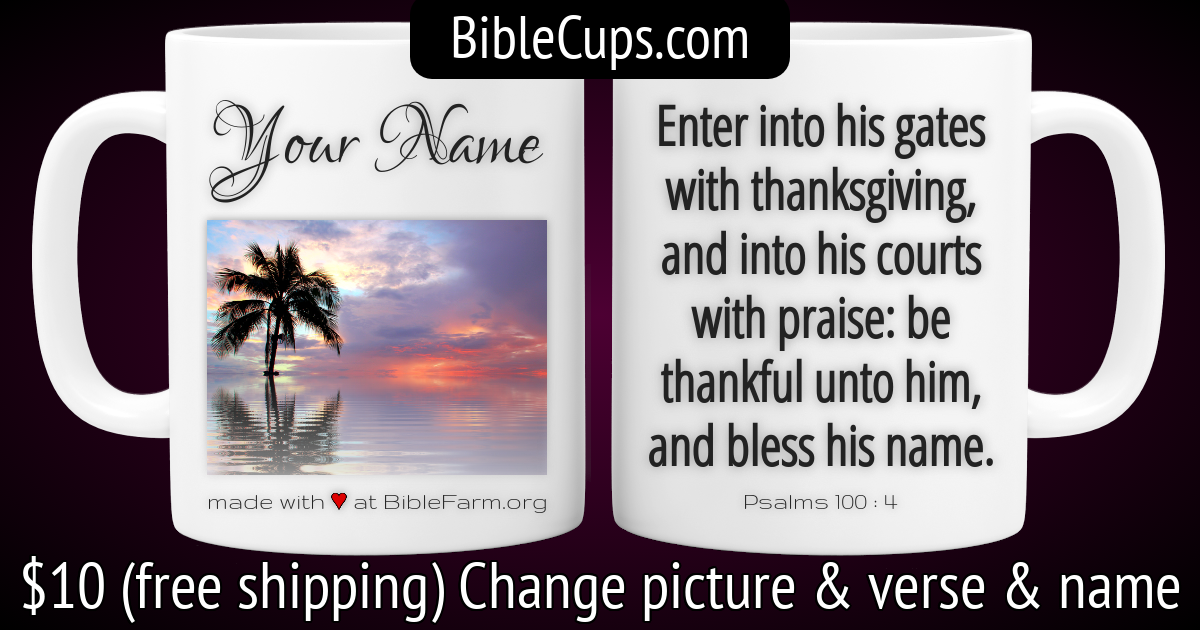 BibleCups.com
Your Name
made with ♥ at BibleFarm.org
Enter into his gates
with thanksgiving,
and into his courts
with praise: be
thankful unto him,
and bless his name.
Psalms 100 : 4
$10 (free shipping) Change picture & verse & name